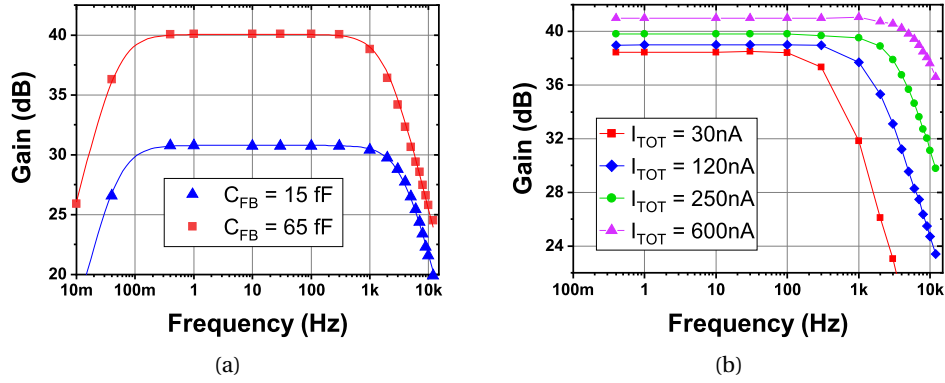 40
30
20
Gain (dB)
C_FB = 15 fF
C_FB = 65 fF
10m 100m 1 10 100 1k 10k
Frequency (Hz)
(a)
40
36
32
28
24
Gain (dB)
I_TOT = 30nA
I_TOT = 120nA
I_TOT = 250nA
I_TOT = 600nA
100m 1 10 100 1k 10k
Frequency (Hz)
(b)